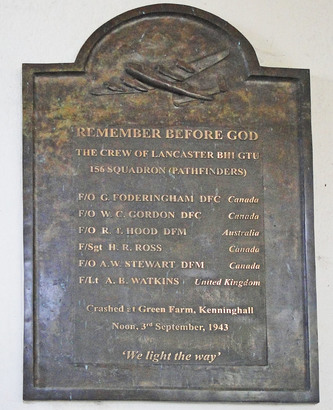 REMEMBER BEFORE GOD
THE CREW OF LANCASTER BIII GTU
156 SQUADRON (PATHFINDERS)
F/O G. FODERINGHAM DFC Canada
F/O W. C. GORDON DFC Canada
F/O R. J. HOOD DFM Australia
F/Sgt H. R. ROSS Canada
F/O A.W. STEWART DFM Canada
F/Lt A. B. WATKINS United Kingdom
Crashed at Green Farm, Kenninghall
Noon, 3rd September, 1943
'We light the way'